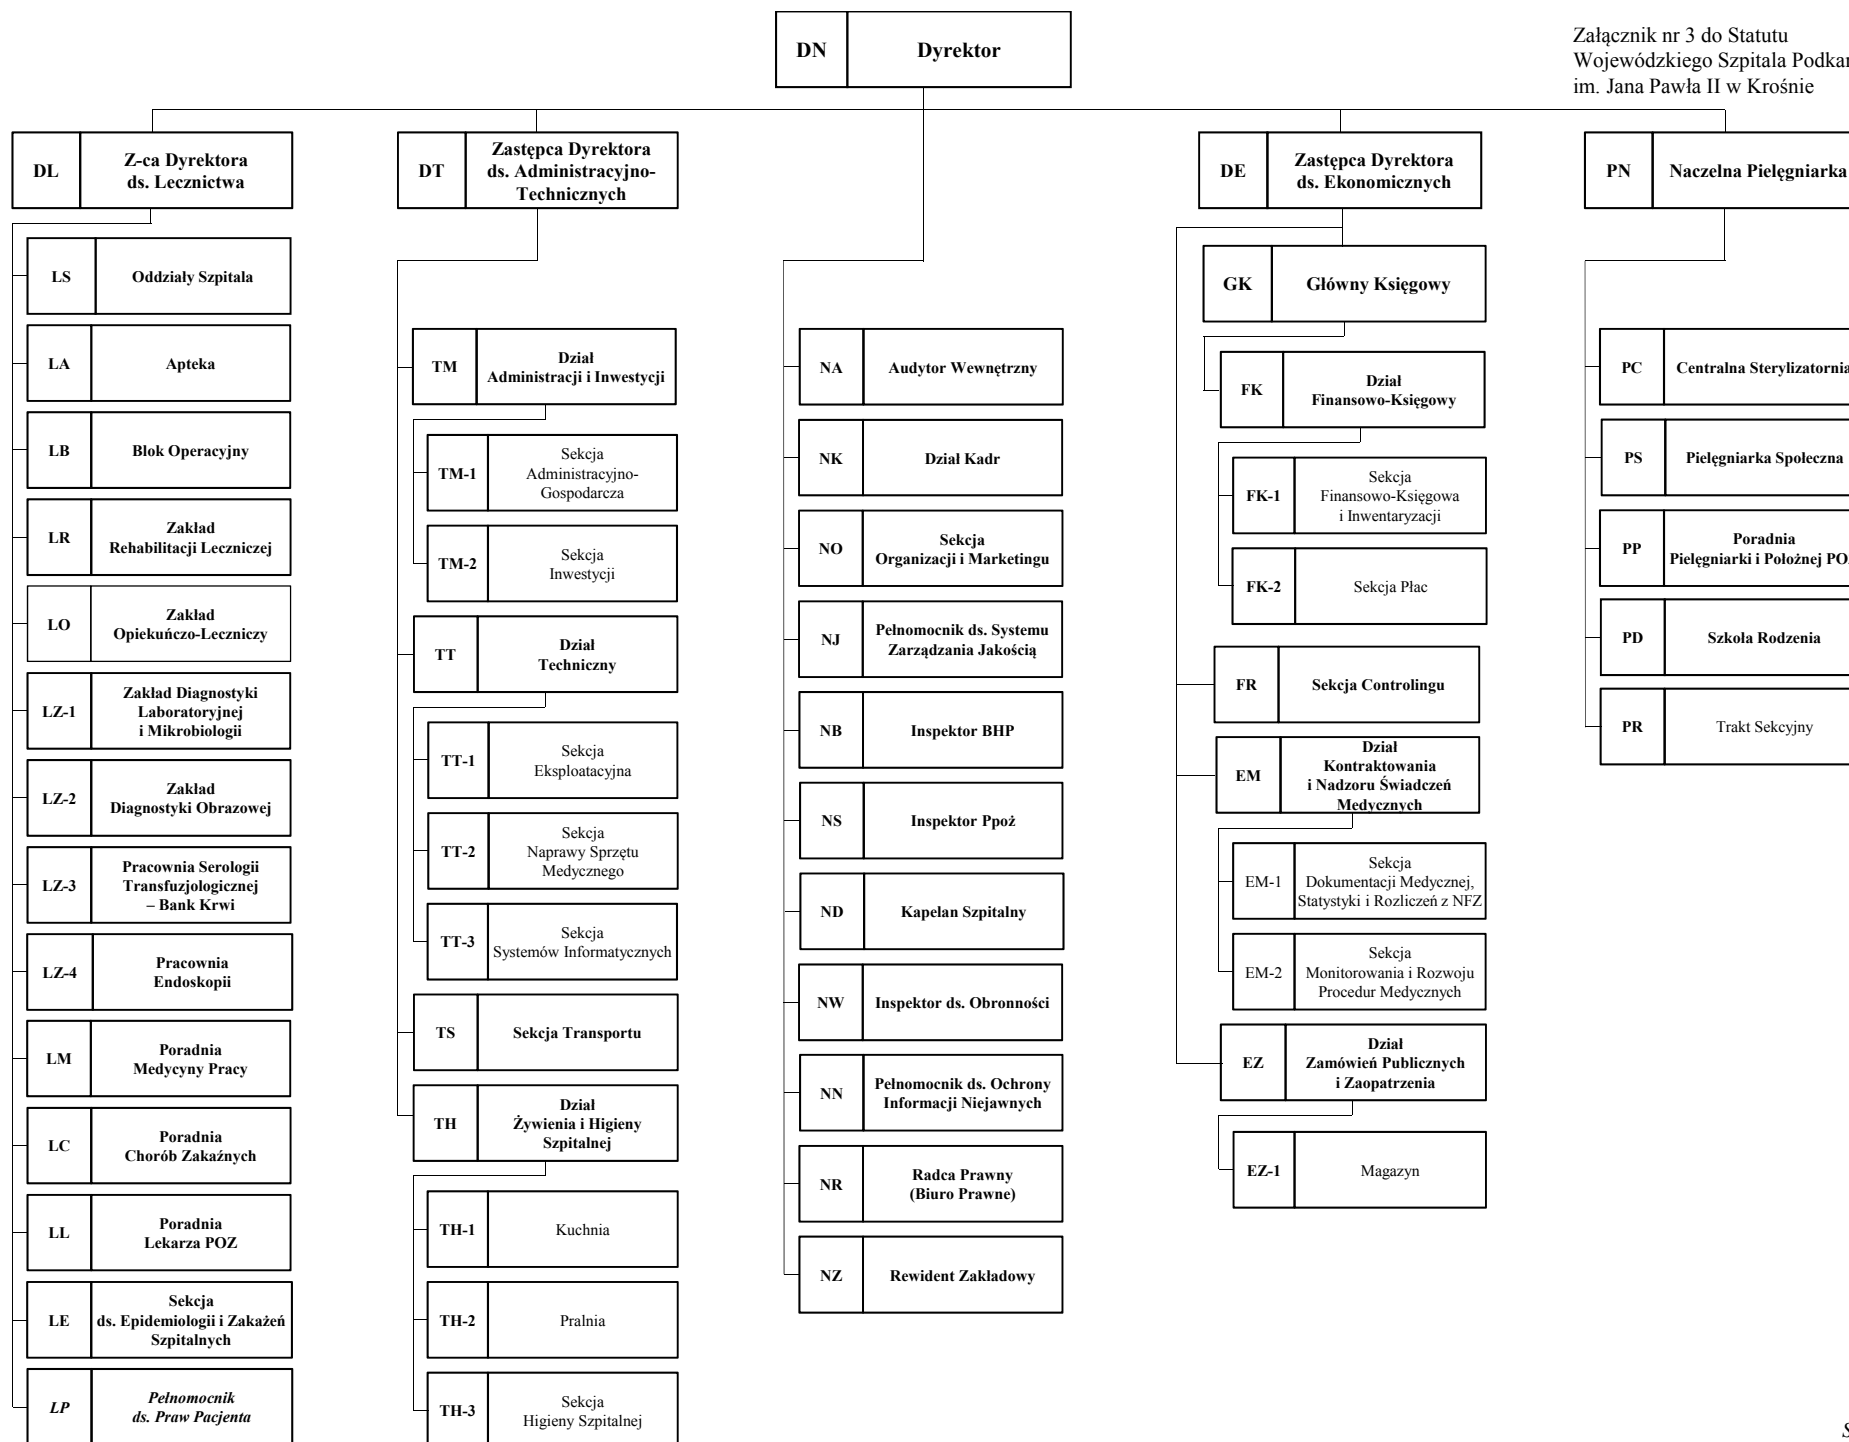 DN
Dyrektor
Załącznik nr 3 do Statutu
Wojewódzkiego Szpitala
im. Jana Pawła II w Krośnie
DL
Z-ca Dyrektora
ds. Lecznictwa
DT
Zastępca Dyrektora
ds. Administracyjno-
Technicznych
DE
Zastępca Dyrektora
ds. Ekonomicznych
PN
Naczelna Pielęgniarka
LS
Oddziały Szpitala
LA
Apteka
LB
Blok Operacyjny
LR
Zakład
Rehabilitacji Leczniczej
LO
Zakład
Opiekuńczo-Leczniczy
LZ-1
Zakład Diagnostyki
Laboratoryjnej
i Mikrobiologii
LZ-2
Zakład
Diagnostyki Obrazowej
LZ-3
Pracownia Serologii
Transfuzjologicznej
– Bank Krwi
LZ-4
Pracownia
Endoskopii
LM
Poradnia
Medycyny Pracy
LC
Poradnia
Chorób Zakaźnych
LL
Poradnia
Lekarza POZ
LE
Sekcja
ds. Epidemiologii i Zakażeń
Szpitalnych
LP
Pełnomocnik
ds. Praw Pacjenta
TM
Dział
Administracji i Inwestycji
TM-1
Sekcja
Administracyjno-
Gospodarcza
TM-2
Sekcja
Inwestycji
TT
Dział
Techniczny
TT-1
Sekcja
Eksploatacyjna
TT-2
Sekcja
Naprawy Sprzętu
Medycznego
TT-3
Sekcja
Systemów Informatycznych
TS
Sekcja Transportu
TH
Dział
Żywienia i Higieny
Szpitalnej
TH-1
Kuchnia
TH-2
Pralnia
TH-3
Sekcja
Higieny Szpitalnej
NA
Audytor Wewnętrzny
NK
Dział Kadr
NO
Sekcja
Organizacji i Marketingu
NJ
Pełnomocnik ds. Systemu
Zarządzania Jakością
NB
Inspektor BHP
NS
Inspektor Ppoż
ND
Kapelan Szpitalny
NW
Inspektor ds. Obronności
NN
Pełnomocnik ds. Ochrony
Informacji Niejawnych
NR
Radca Prawny
(Biuro Prawne)
NZ
Rewident Zakładowy
GK
Główny Księgowy
FK
Dział
Finansowo-Księgowy
FK-1
Sekcja
Finansowo-Księgowa
i Inwentaryzacji
FK-2
Sekcja Płac
FR
Sekcja Controlingu
EM
Dział
Kontraktowania
i Nadzoru Świadczeń
Medycznych
EM-1
Sekcja
Dokumentacji Medycznej,
Statystyki i Rozliczeń z NFZ
EM-2
Sekcja
Monitorowania i Rozwoju
Procedur Medycznych
EZ
Dział
Zamówień Publicznych
i Zaopatrzenia
EZ-1
Magazyn
PC
Centralna Sterylizatornia
PS
Pielęgniarka Społeczna
PP
Poradnia
Pielęgniarki i Położnej
PD
Szkoła Rodzenia
PR
Trakt Sekcyjny